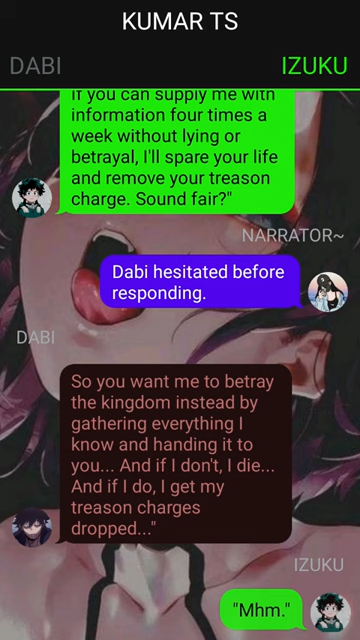 KUMAR TS
DABI
IZUKU
If you can supply me with
information four times a
week without lying or
betrayal, I'll spare your life
and remove your treason
charge. Sound fair?"
NARRATOR~
Dabi hesitated before
responding.
DABI
So you want me to betray
the kingdom instead by
gathering everything I
know and handing it to
you... And if I don't, I die...
And if I do, I get my
treason charges
dropped..."
IZUKU
"Mhm."